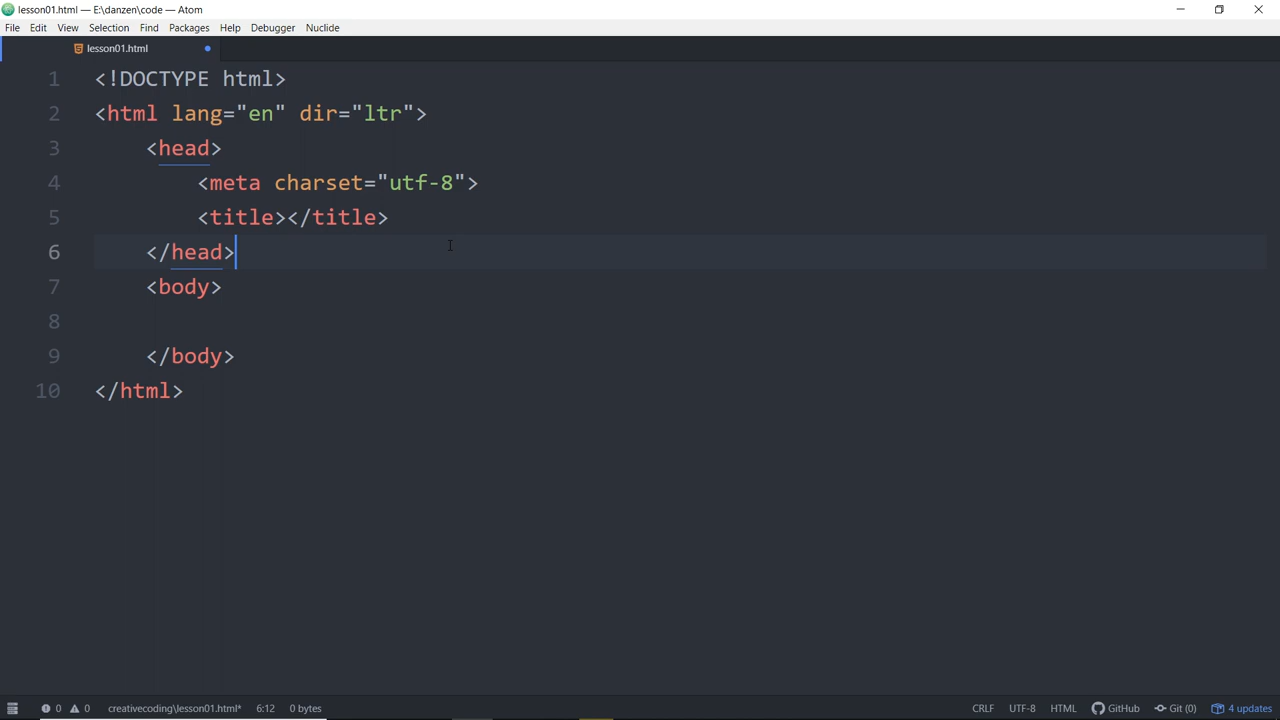 lesson01.html — E:\danzen\code — Atom
File Edit View Selection Find Packages Help Debugger Nuclide
lesson01.html
1 <!DOCTYPE html>
2 <html lang="en" dir="ltr">
3 <head>
4 <meta charset="utf-8">
5 <title></title>
6 </head>
7 <body>
8
9 </body>
10 </html>
0 0 creativecoding\lesson01.html* 6:12 0 bytes CRLF UTF-8 HTML GitHub Git (0) 4 updates